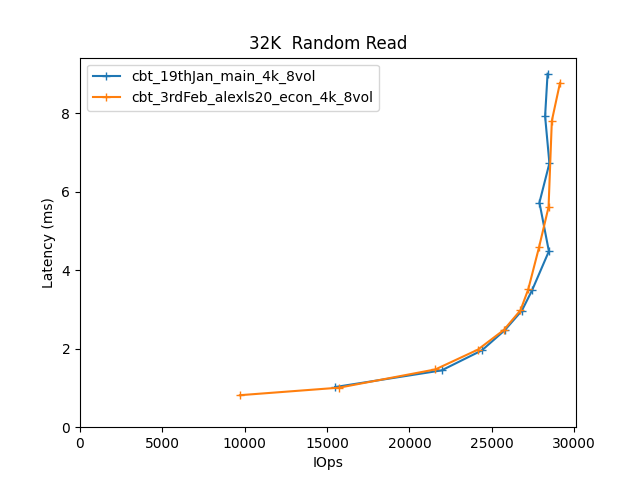 32K  Random Read
cbt_19thJan_main_4k_8vol
cbt_3rdFeb_alexls20_econ_4k_8vol
Latency (ms)
8
6
4
2
0
0 5000 10000 15000 20000 25000 30000
IOps